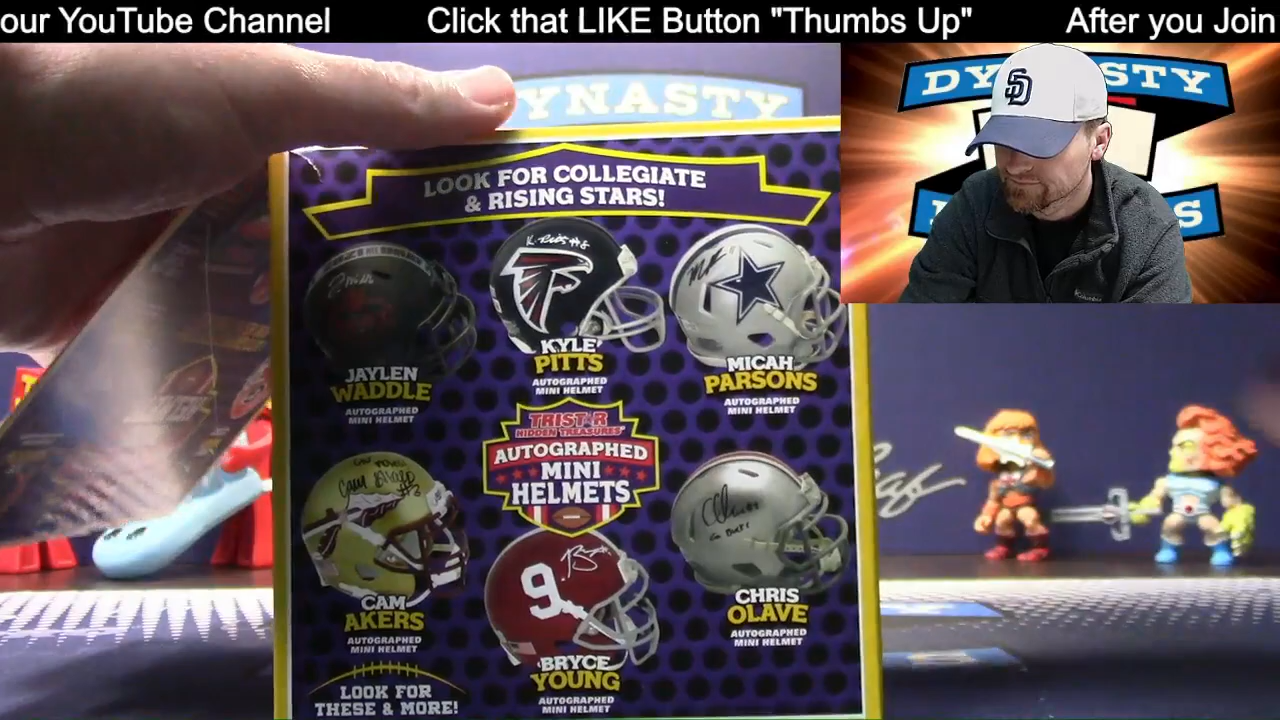 our YouTube Channel Click that LIKE Button "Thumbs Up" After you Join
DYNASTY
DYNASTY
SD
Columbia
LOOK FOR COLLEGIATE
& RISING STARS!
JAYLEN
WADDLE
AUTOGRAPHED
MINI HELMET
KYLE
PITTS
AUTOGRAPHED
MINI HELMET
MICAH
PARSONS
AUTOGRAPHED
MINI HELMET
TRISTAR
HIDDEN TREASURES
AUTOGRAPHED
MINI
HELMETS
CAM
AKERS
AUTOGRAPHED
MINI HELMET
9
BRYCE
YOUNG
AUTOGRAPHED
MINI HELMET
CHRIS
OLAVE
AUTOGRAPHED
MINI HELMET
LOOK FOR
THESE & MORE!